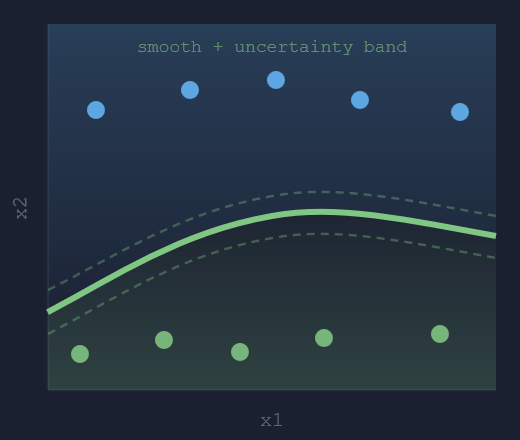 smooth + uncertainty band
x2
x1